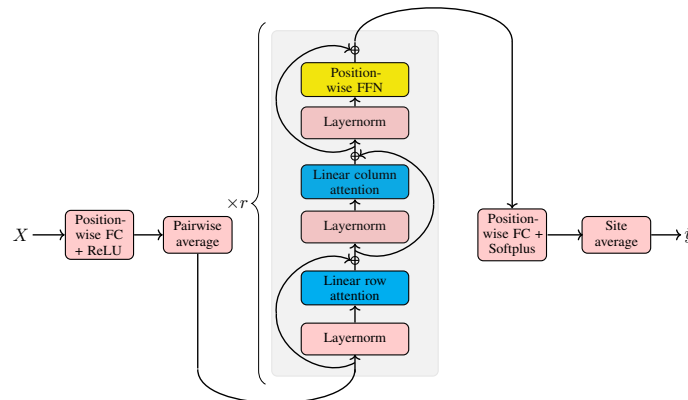 X
Position-
wise FC
+ ReLU
Pairwise
average
×r
Position-
wise FFN
Layernorm
Linear column
attention
Layernorm
Linear row
attention
Layernorm
Position-
wise FC +
Softplus
Site
average